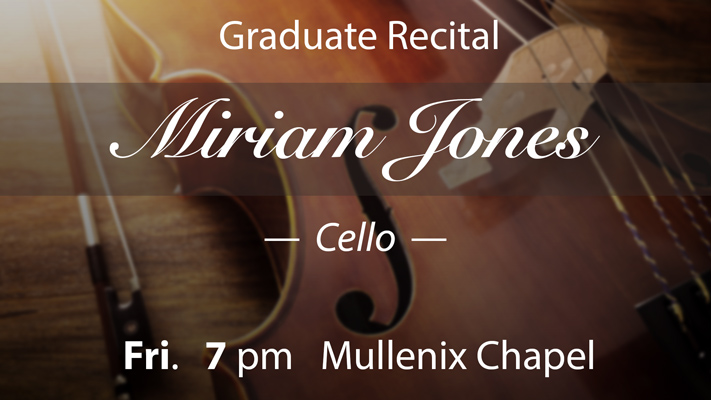 Graduate Recital
Miriam Jones
— Cello —
Fri. 7 pm Mullenix Chapel